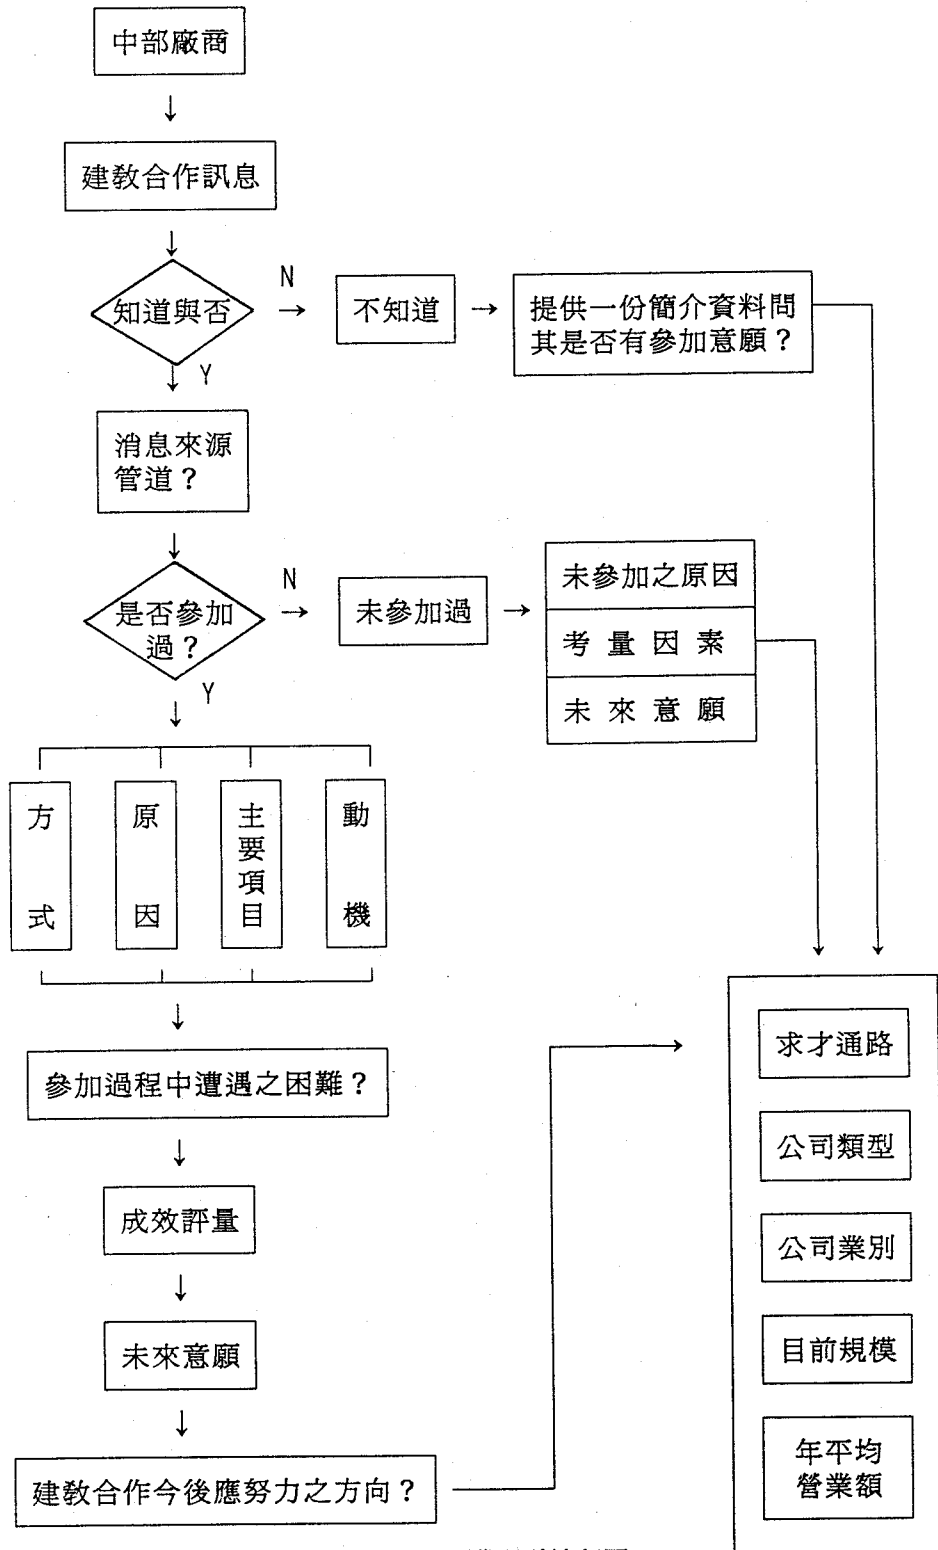 中部廠商
建教合作訊息
知道與否
N
不知道
提供一份簡介資料問
其是否有參加意願？
Y
消息來源
管道？
是否參加
過？
N
未參加過
未參加之原因
考量因素
未來意願
Y
方式
原因
主要項目
動機
參加過程中遭遇之困難？
成效評量
未來意願
建教合作今後應努力之方向？
求才通路
公司類型
公司業別
目前規模
年平均
營業額